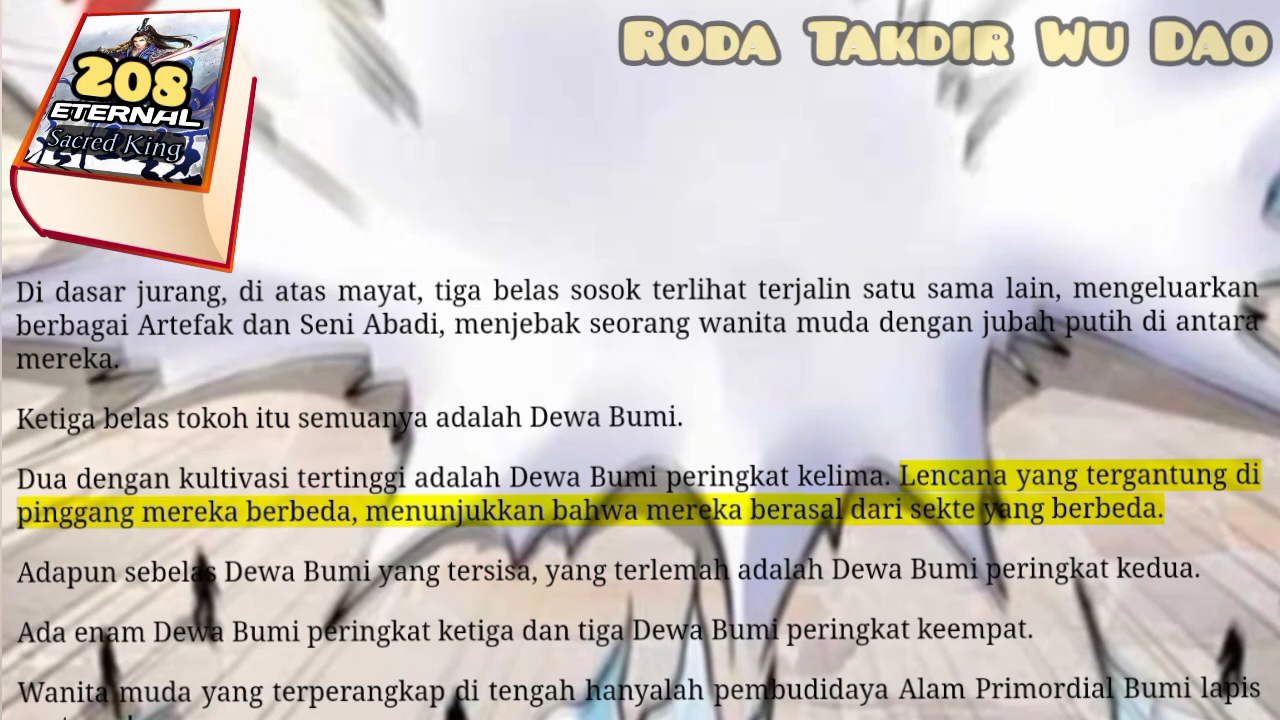 Roda Takdir Wu Dao
208
ETERNAL
Sacred King
Di dasar jurang, di atas mayat, tiga belas sosok terlihat terjalin satu sama lain, mengeluarkan
berbagai Artefak dan Seni Abadi, menjebak seorang wanita muda dengan jubah putih di antara
mereka.
Ketiga belas tokoh itu semuanya adalah Dewa Bumi.
Dua dengan kultivasi tertinggi adalah Dewa Bumi peringkat kelima. Lencana yang tergantung di
pinggang mereka berbeda, menunjukkan bahwa mereka berasal dari sekte yang berbeda.
Adapun sebelas Dewa Bumi yang tersisa, yang terlemah adalah Dewa Bumi peringkat kedua.
Ada enam Dewa Bumi peringkat ketiga dan tiga Dewa Bumi peringkat keempat.
Wanita muda yang terperangkap di tengah hanyalah pembudidaya Alam Primordial Bumi lapis